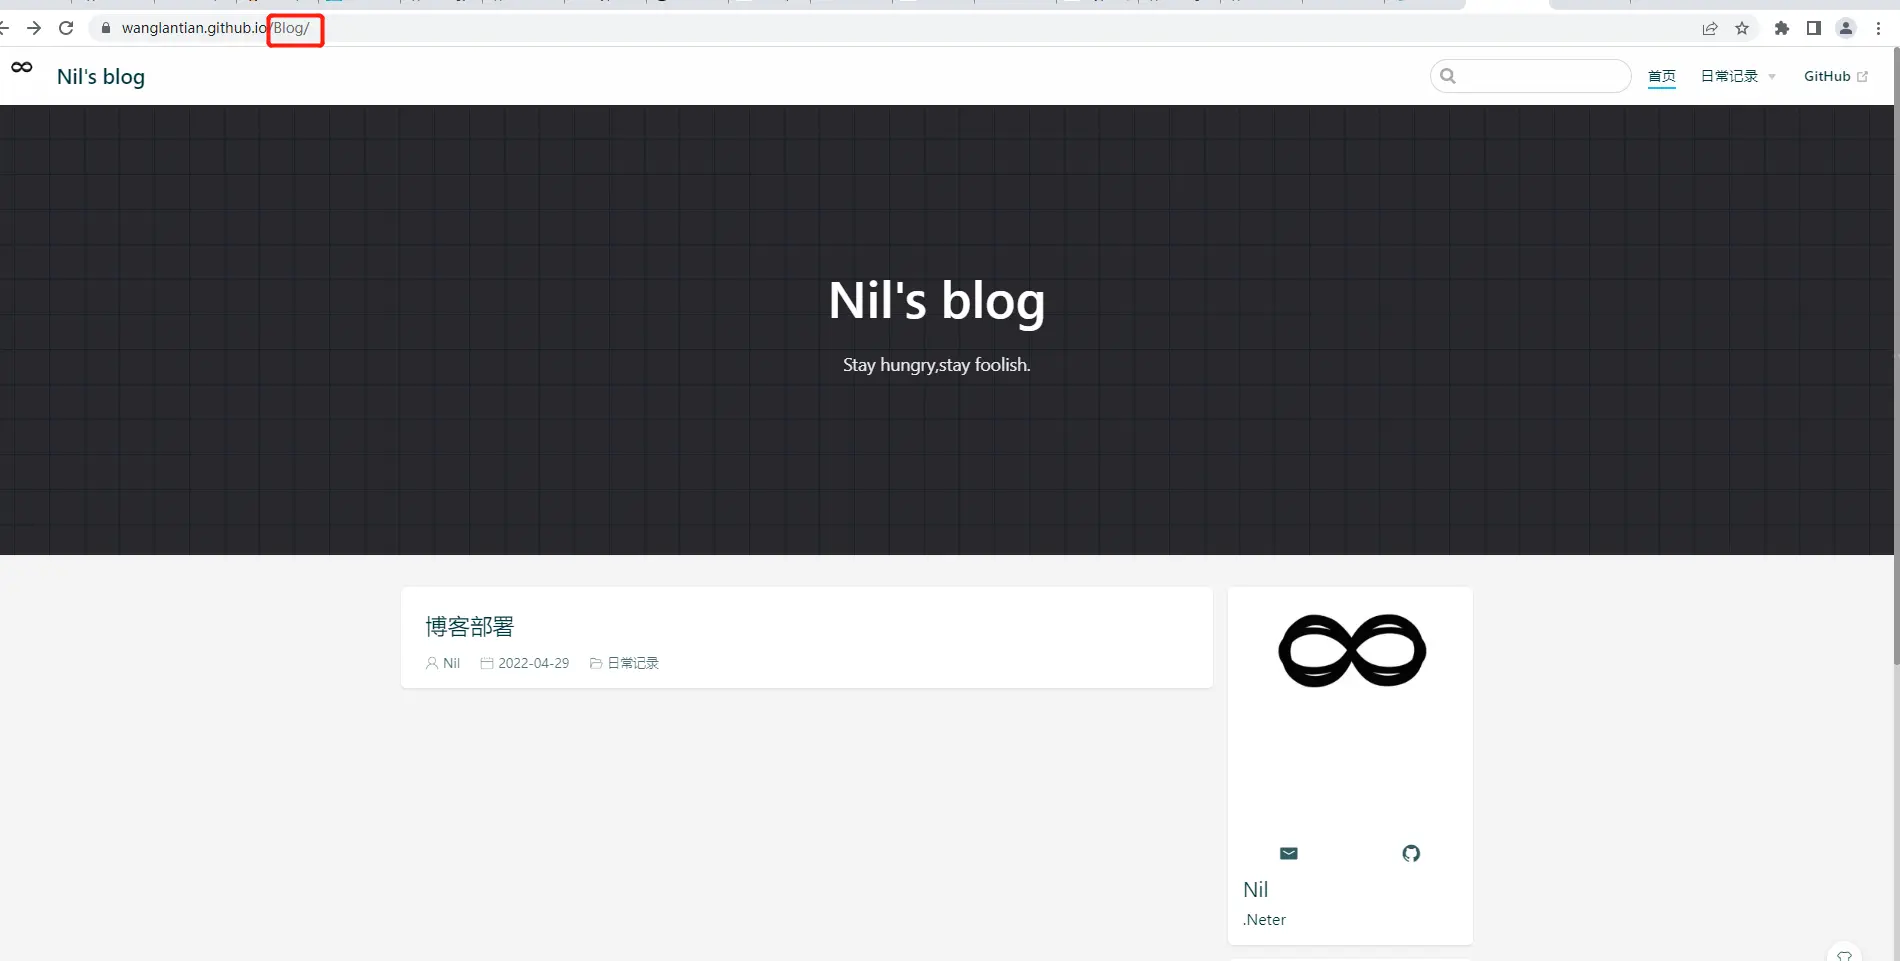 wanglantian.github.io/Blog/
Nil's blog
首页
日常记录
GitHub
Nil's blog
Stay hungry,stay foolish.
博客部署
Nil 2022-04-29 日常记录
Nil
.Neter